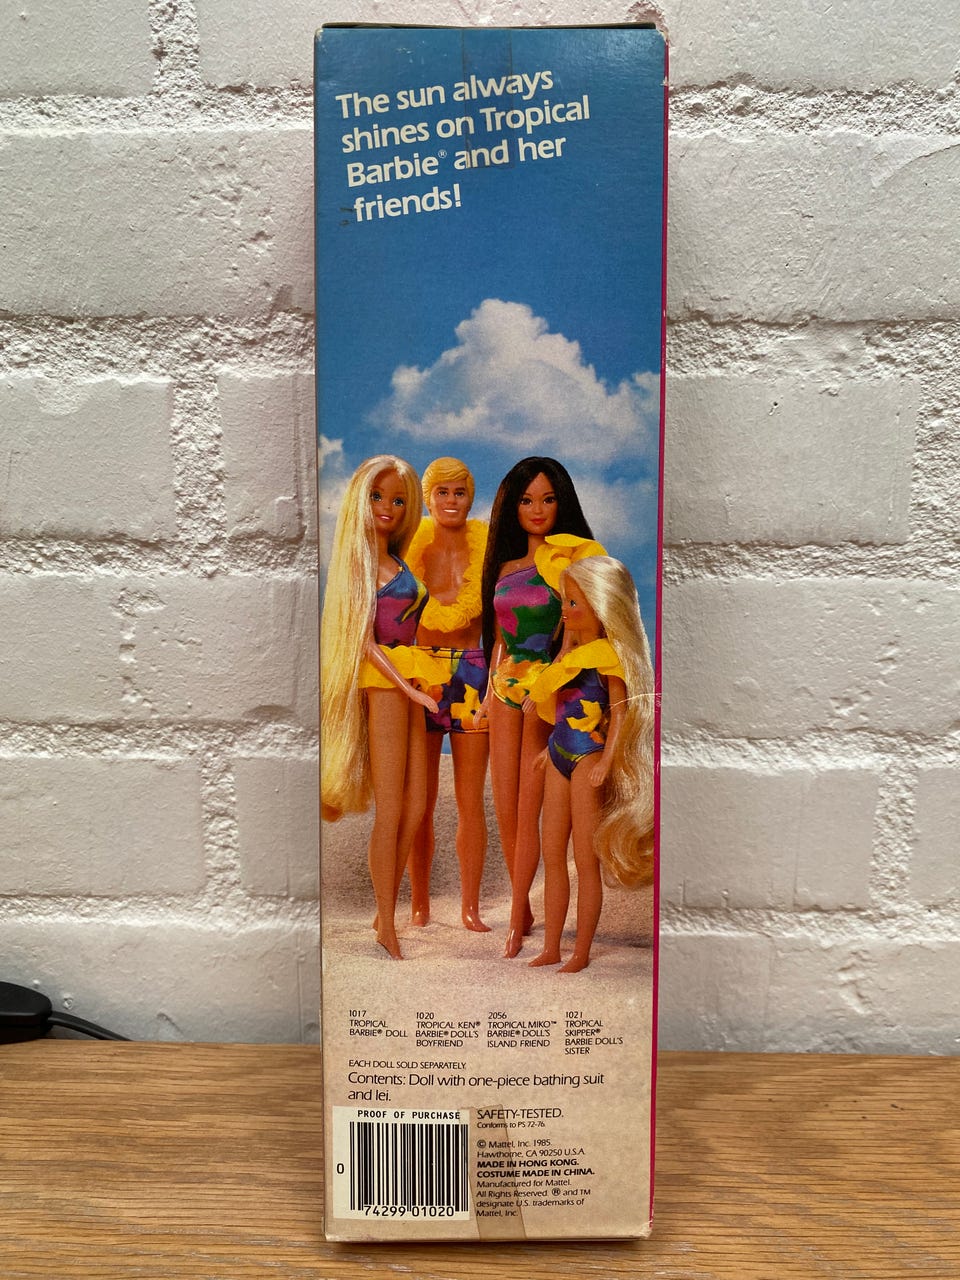 The sun always
shines on Tropical
Barbie® and her
friends!
1017
TROPICAL
BARBIE® DOLL
1020
TROPICAL KEN®
BARBIE® DOLL'S
BOYFRIEND
2056
TROPICAL MIKO™
BARBIE® DOLL'S
ISLAND FRIEND
1021
TROPICAL
SKIPPER®
BARBIE DOLL'S
SISTER
EACH DOLL SOLD SEPARATELY.
Contents: Doll with one-piece bathing suit
and lei.
PROOF OF PURCHASE
0
74299 01020
SAFETY-TESTED.
Conforms to PS 72-76.
© Mattel, Inc. 1985.
Hawthorne, CA 90250 U.S.A.
MADE IN HONG KONG.
COSTUME MADE IN CHINA.
Manufactured for Mattel.
All Rights Reserved. ® and TM
designate U.S. trademarks of
Mattel, Inc.